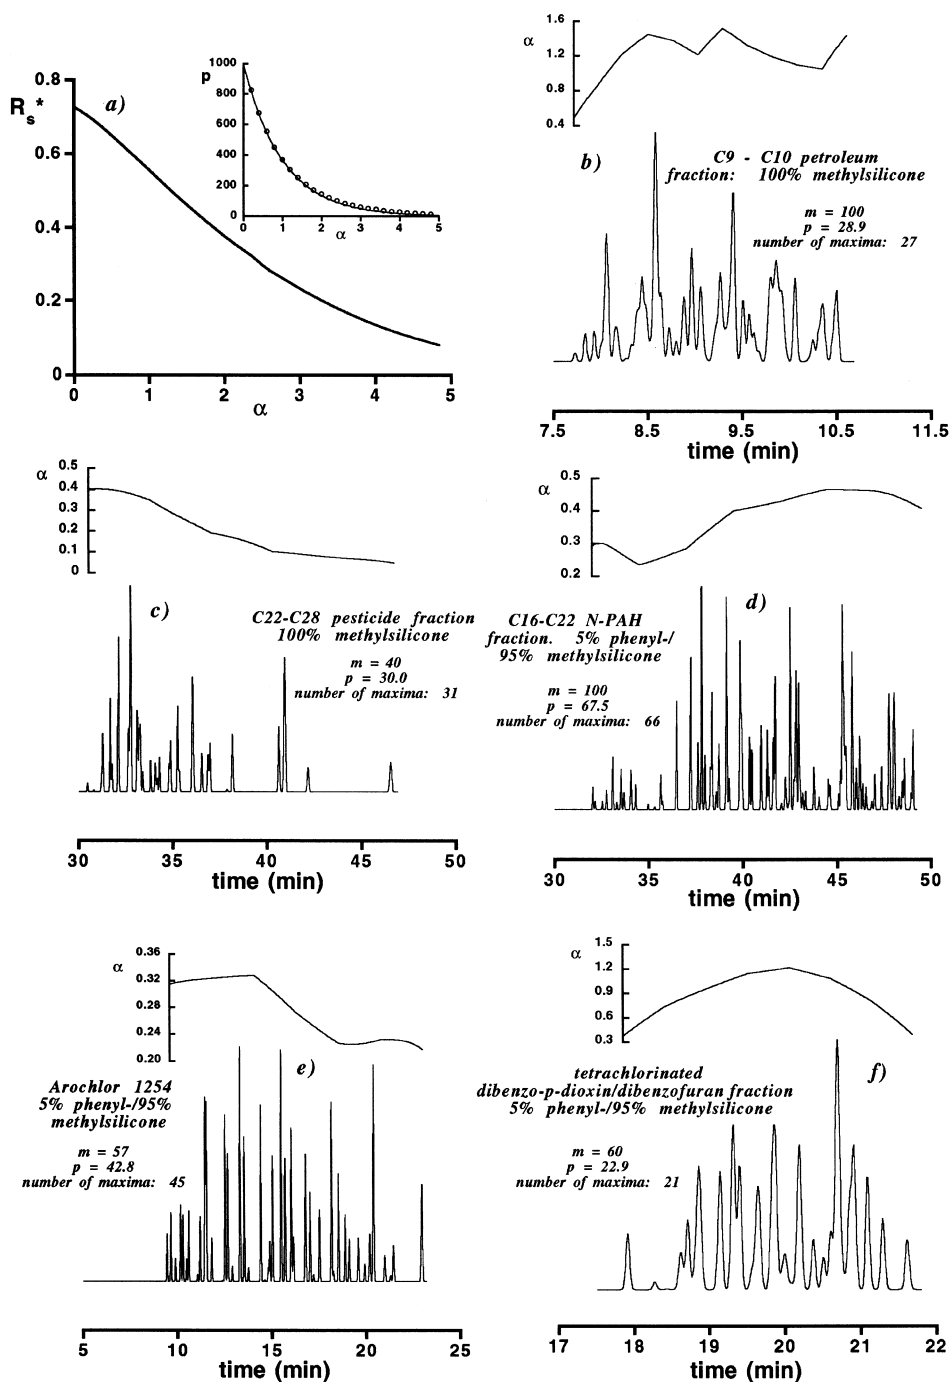 a)
R_s*
0.8
0.6
0.4
0.2
0
0 1 2 3 4 5
α
p
1000
800
600
400
200
0
0 1 2 3 4 5
α
α
1.6
1.2
0.8
0.4
b)
C9 - C10 petroleum
fraction: 100% methylsilicone
m = 100
p = 28.9
number of maxima: 27
7.5 8.5 9.5 10.5 11.5
time (min)
α
0.5
0.4
0.3
0.2
0.1
0
c)
C22-C28 pesticide fraction
100% methylsilicone
m = 40
p = 30.0
number of maxima: 31
30 35 40 45 50
time (min)
α
0.5
0.4
0.3
0.2
d)
C16-C22 N-PAH
fraction. 5% phenyl-/
95% methylsilicone
m = 100
p = 67.5
number of maxima: 66
30 35 40 45 50
time (min)
α
0.36
0.32
0.28
0.24
0.20
e)
Arochlor 1254
5% phenyl-/95%
methylsilicone
m = 57
p = 42.8
number of maxima: 45
5 10 15 20 25
time (min)
α
1.5
1.2
0.9
0.6
0.3
f)
tetrachlorinated
dibenzo-p-dioxin/dibenzofuran fraction
5% phenyl-/95% methylsilicone
m = 60
p = 22.9
number of maxima: 21
17 18 19 20 21 22
time (min)